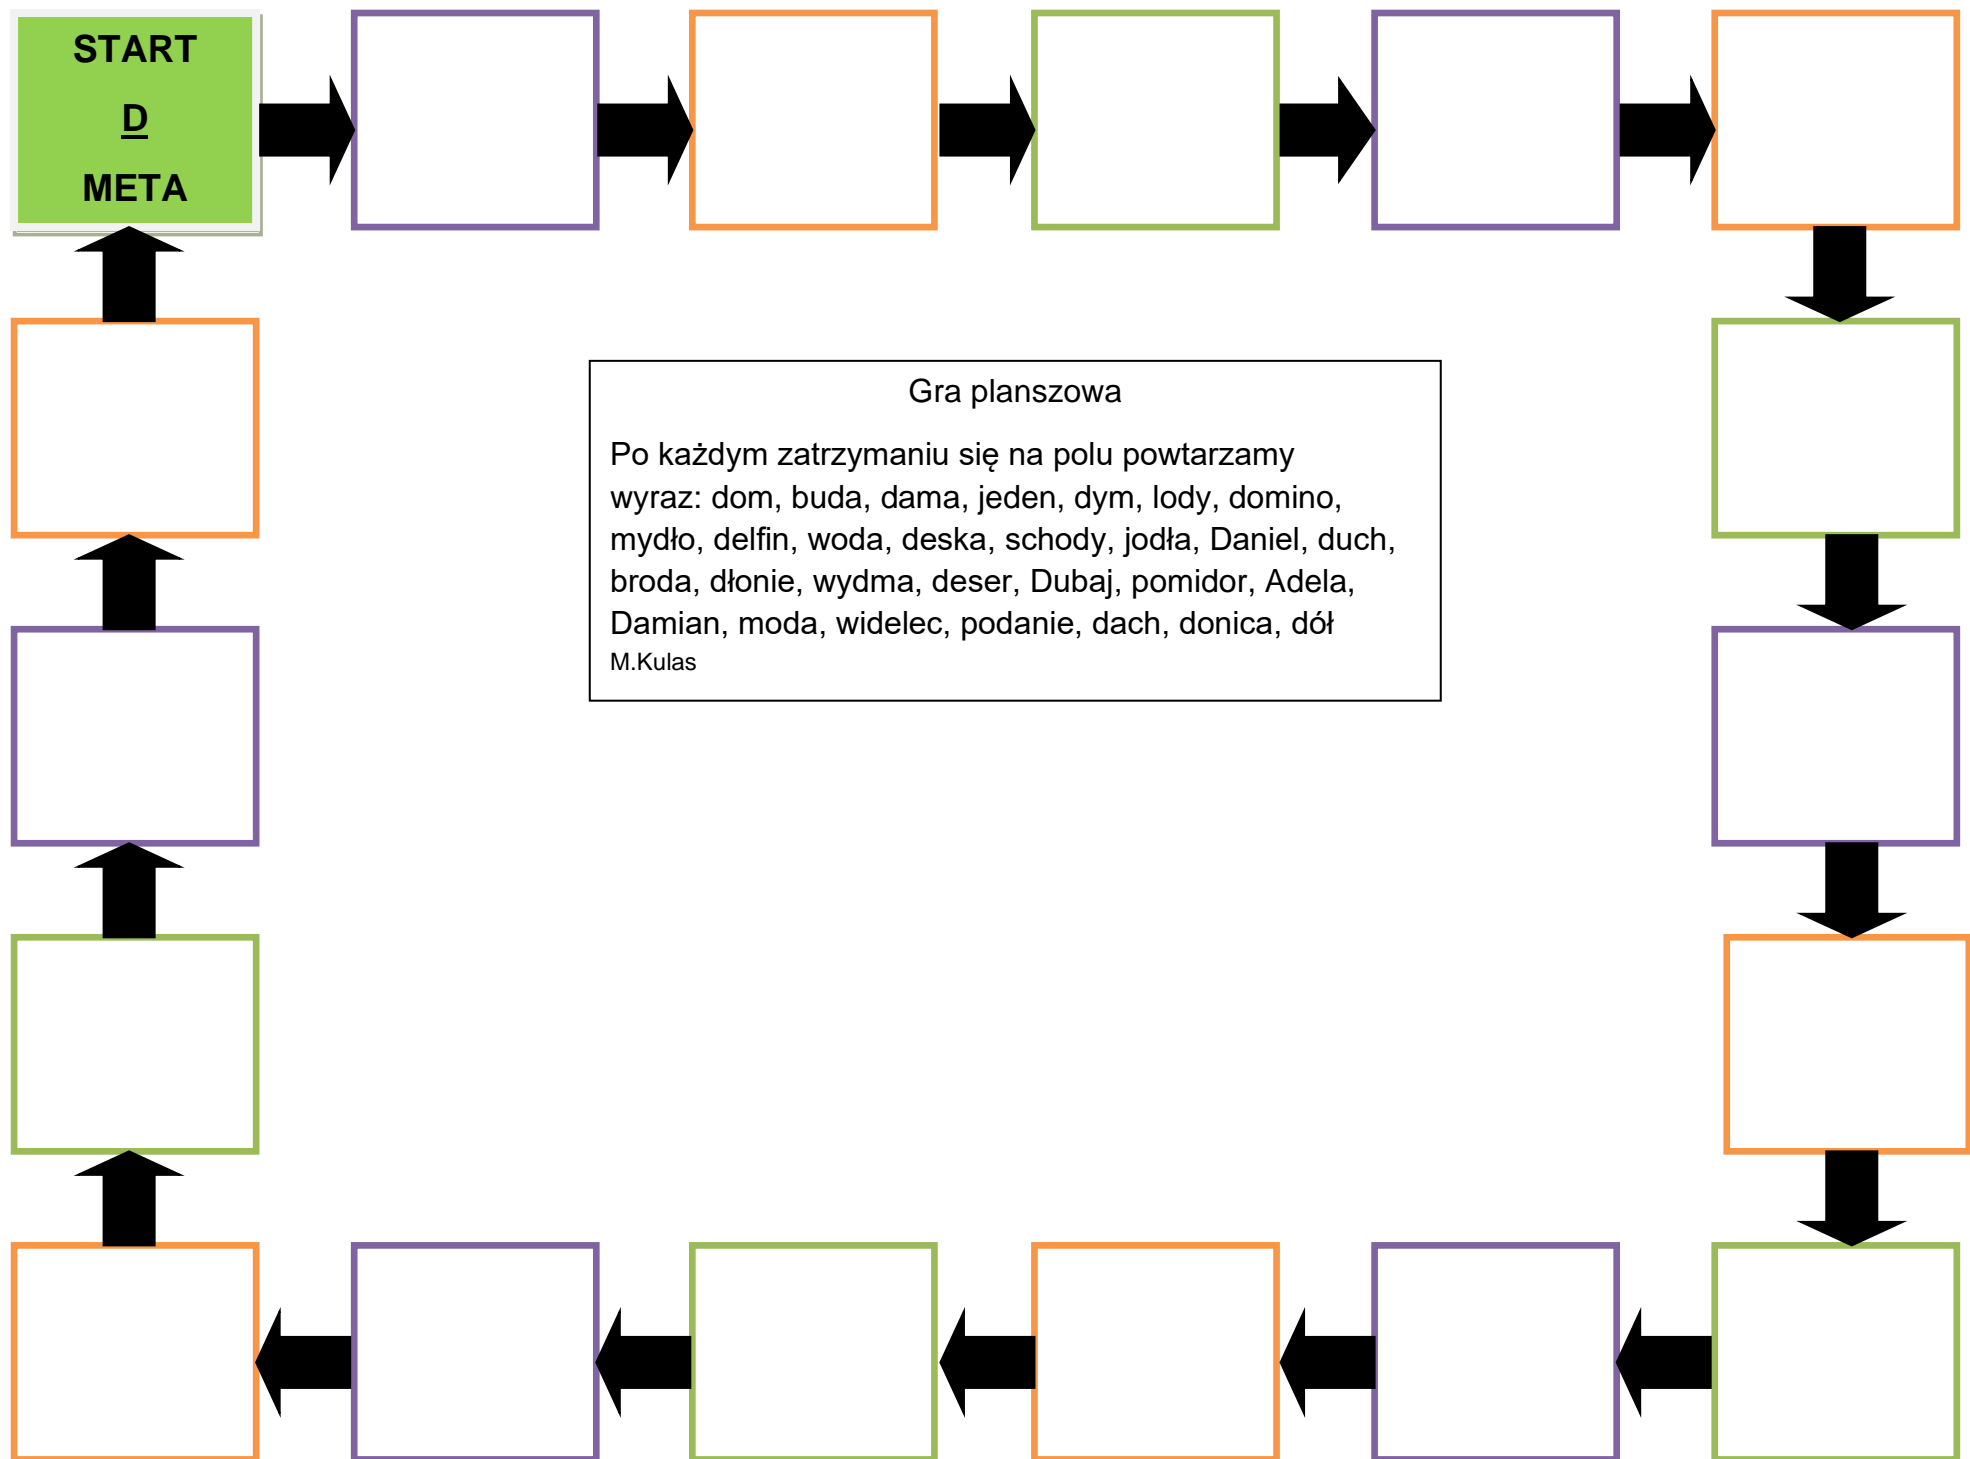 START
D
META
Gra planszowa
Po każdym zatrzymaniu się na polu powtarzamy
wyraz: dom, buda, dama, jeden, dym, lody, domino,
mydło, delfin, woda, deska, schody, jodła, Daniel, duch,
broda, dłonie, wydma, deser, Dubaj, pomidor, Adela,
Damian, moda, widelec, podanie, dach, donica, dół
M.Kulas